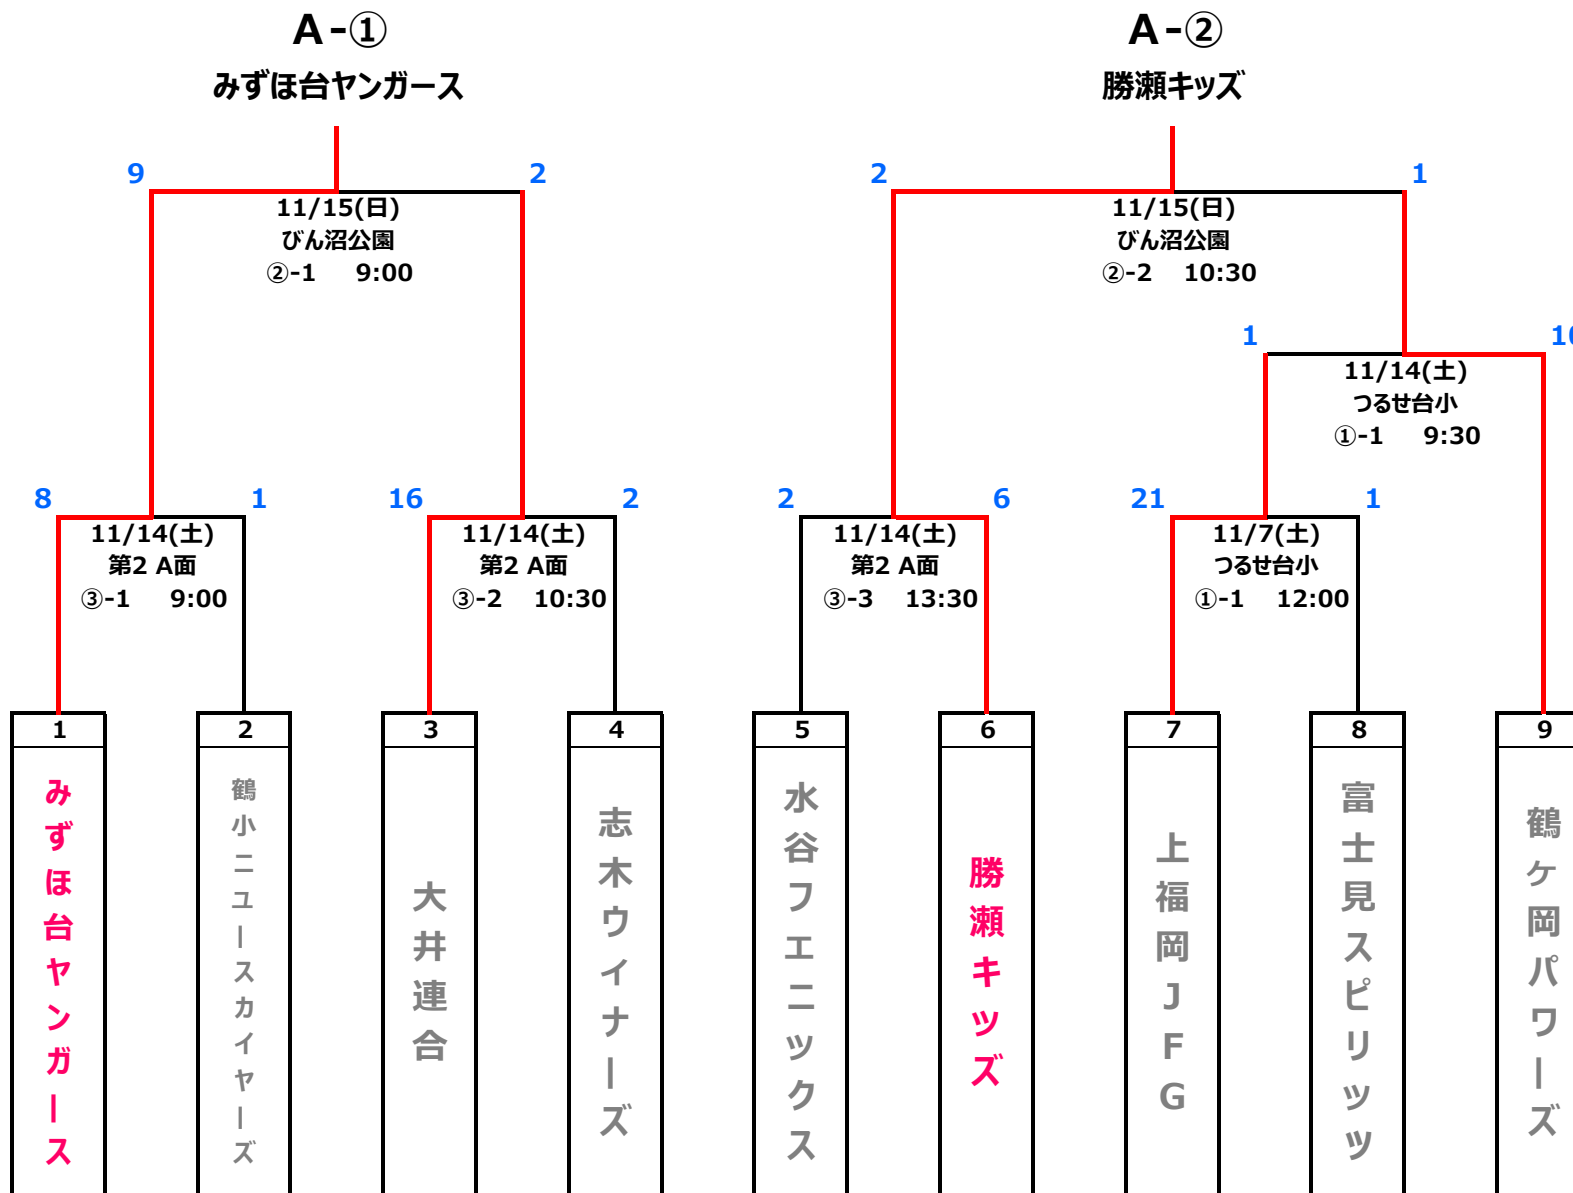 A-① A-②
みずほ台ヤンガース 勝瀬キッズ
9 2 2 1
11/15(日) 11/15(日)
びん沼公園 びん沼公園
②-1 9:00 ②-2 10:30
1
11/14(土)
つるせ台小
①-1 9:30
8 1 16 2 2 6 21 1
11/14(土) 11/14(土) 11/14(土) 11/7(土)
第2 A面 第2 A面 第2 A面 つるせ台小
③-1 9:00 ③-2 10:30 ③-3 13:30 ①-1 12:00
1 2 3 4 5 6 7 8 9
みずほ台ヤンガース
鶴小ニユースカイヤーズ
大井連合
志木ウイナーズ
水谷フエニックス
勝瀬キッズ
上福岡JFG
富士見スピリッツ
鶴ケ岡パワーズ